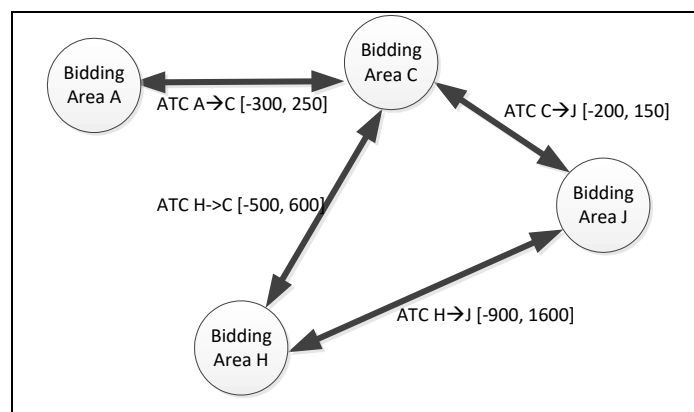 Bidding
Area A
Bidding
Area C
ATC A→C [-300, 250]
ATC C→J [-200, 150]
ATC H->C [-500, 600]
Bidding
Area J
ATC H→J [-900, 1600]
Bidding
Area H